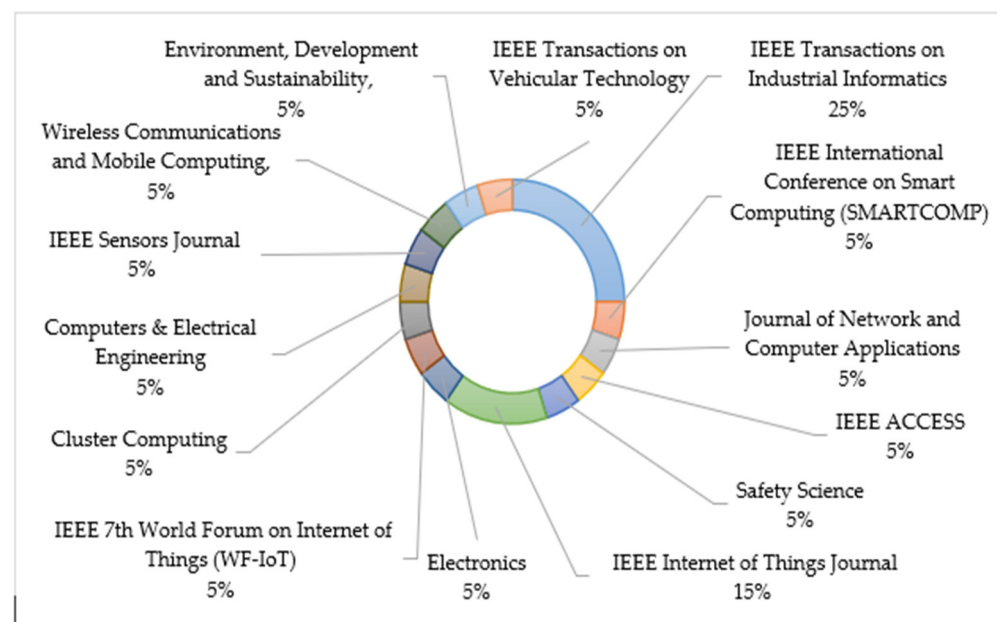 Environment, Development
and Sustainability,
5%
IEEE Transactions on
Vehicular Technology
5%
IEEE Transactions on
Industrial Informatics
25%
IEEE International
Conference on Smart
Computing (SMARTCOMP)
5%
Journal of Network and
Computer Applications
5%
IEEE ACCESS
5%
Safety Science
5%
IEEE Internet of Things Journal
15%
Electronics
5%
IEEE 7th World Forum on Internet of
Things (WF-IoT)
5%
Cluster Computing
5%
Computers & Electrical
Engineering
5%
IEEE Sensors Journal
5%
Wireless Communications
and Mobile Computing,
5%